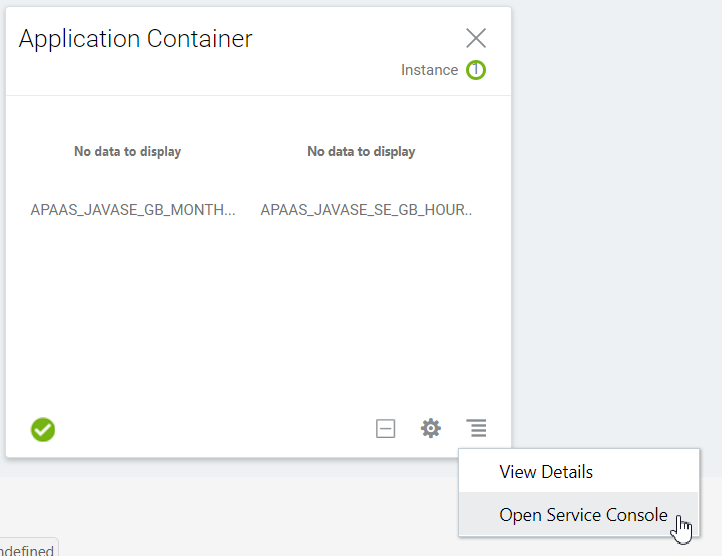 Application Container
Instance 1
No data to display No data to display
APAAS_JAVASE_GB_MONTH... APAAS_JAVASE_SE_GB_HOUR..
View Details
Open Service Console
ndefined